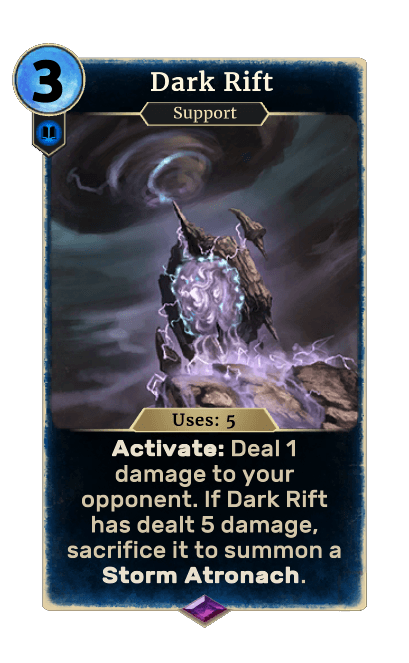 3
Dark Rift
Support
Uses: 5
Activate: Deal 1
damage to your
opponent. If Dark Rift
has dealt 5 damage,
sacrifice it to summon a
Storm Atronach.